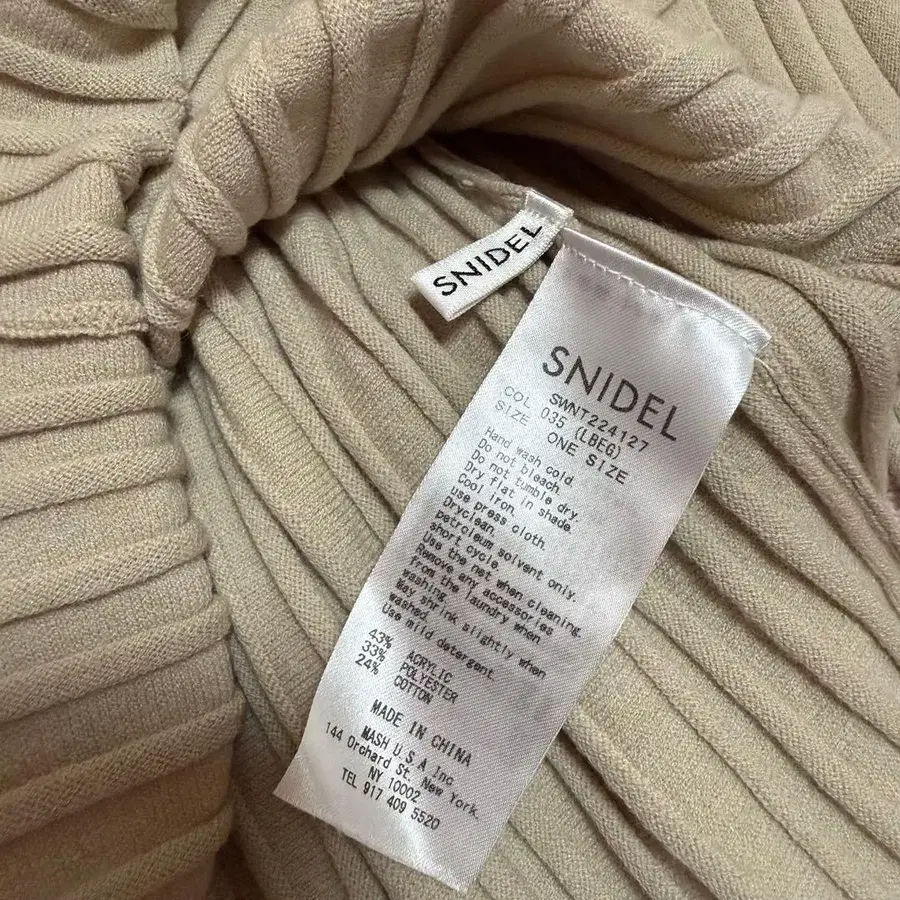 SNIDEL
SNIDEL
SWNT224127
COL 035 (LBEG)
SIZE ONE SIZE
Hand wash cold.
Do not bleach.
Do not tumble dry.
Dry flat in shade.
Cool iron.
use press cloth.
Dryclean.
petrcleum solvent only.
short cycle.
Use the net when cleaning.
Remove any accessories
from the laundry when
washing.
May shrink slightly when
washed.
Use mild detergent.
43% ACRYLIC
33% POLYESTER
24% COTTON
MADE IN CHINA
MASH U.S.A Inc
144 Orchard St. New York.
NY 10002
TEL 917 409 5520